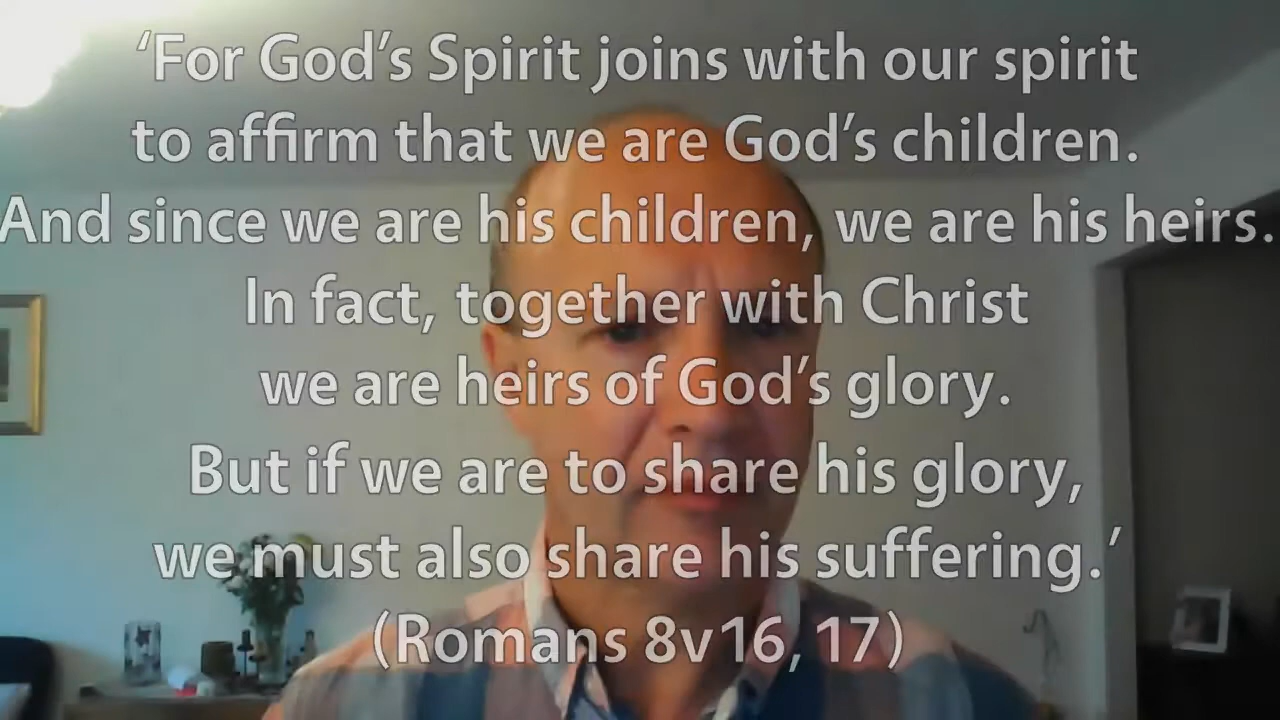 ‘For God’s Spirit joins with our spirit
to affirm that we are God’s children.
And since we are his children, we are his heirs.
In fact, together with Christ
we are heirs of God’s glory.
But if we are to share his glory,
we must also share his suffering.’
(Romans 8v16, 17)